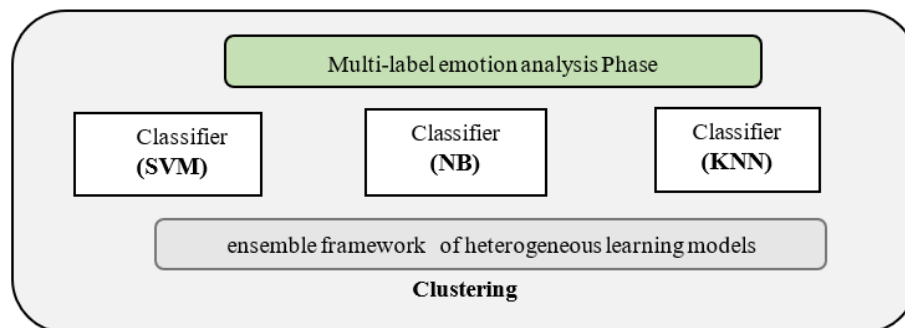 Multi-label emotion analysis Phase
Classifier
(SVM)
Classifier
(NB)
Classifier
(KNN)
ensemble framework of heterogeneous learning models
Clustering